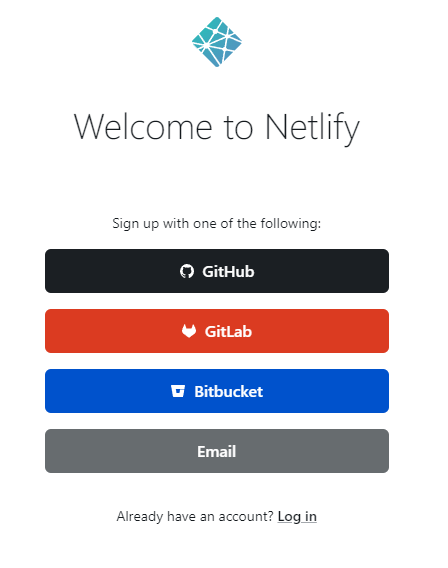 Welcome to Netlify
Sign up with one of the following:
GitHub
GitLab
Bitbucket
Email
Already have an account? Log in